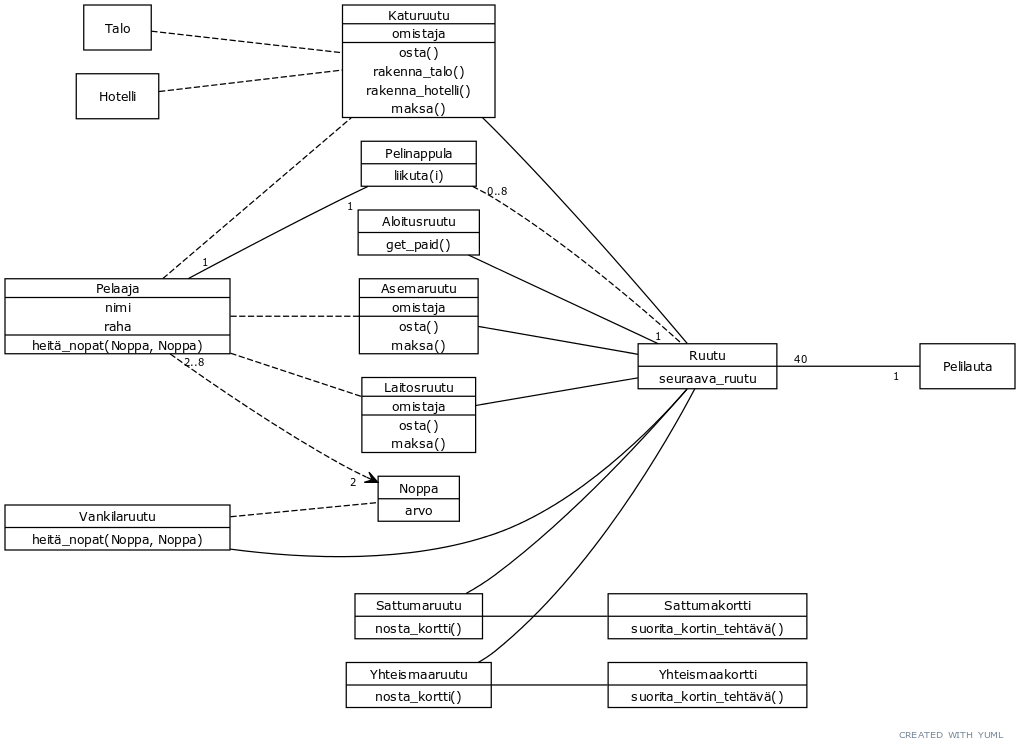 Talo
Hotelli
Katuruutu
omistaja
osta()
rakenna_talo()
rakenna_hotelli()
maksa()
Pelinappula
liikuta(i)
0..8
1
Aloitusruutu
get_paid()
1
Pelaaja
nimi
raha
heitä_nopat(Noppa, Noppa)
2..8
Asemaruutu
omistaja
osta()
maksa()
1
Ruutu
seuraava_ruutu
40
1
Pelilauta
Laitosruutu
omistaja
osta()
maksa()
2
Noppa
arvo
Vankilaruutu
heitä_nopat(Noppa, Noppa)
Sattumaruutu
nosta_kortti()
Sattumakortti
suorita_kortin_tehtävä()
Yhteismaaruutu
nosta_kortti()
Yhteismaakortti
suorita_kortin_tehtävä()
CREATED WITH YUML